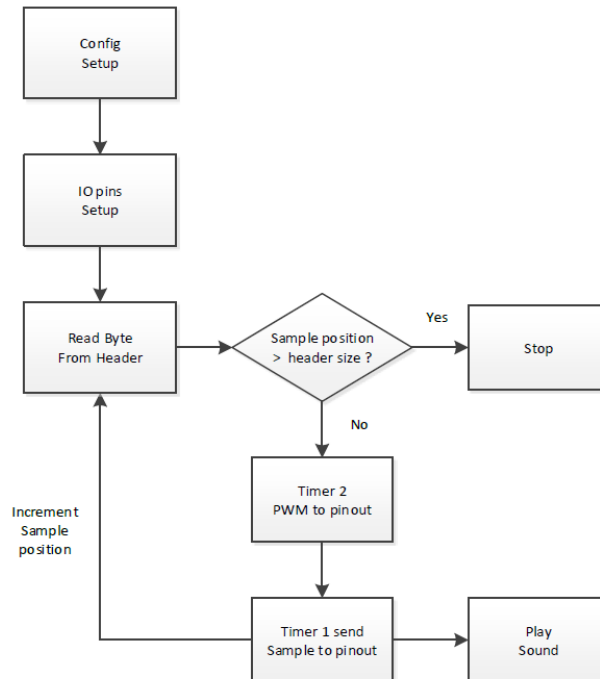 Config
Setup
IO pins
Setup
Read Byte
From Header
Sample position
> header size ?
Yes
Stop
No
Timer 2
PWM to pinout
Increment
Sample
position
Timer 1 send
Sample to pinout
Play
Sound